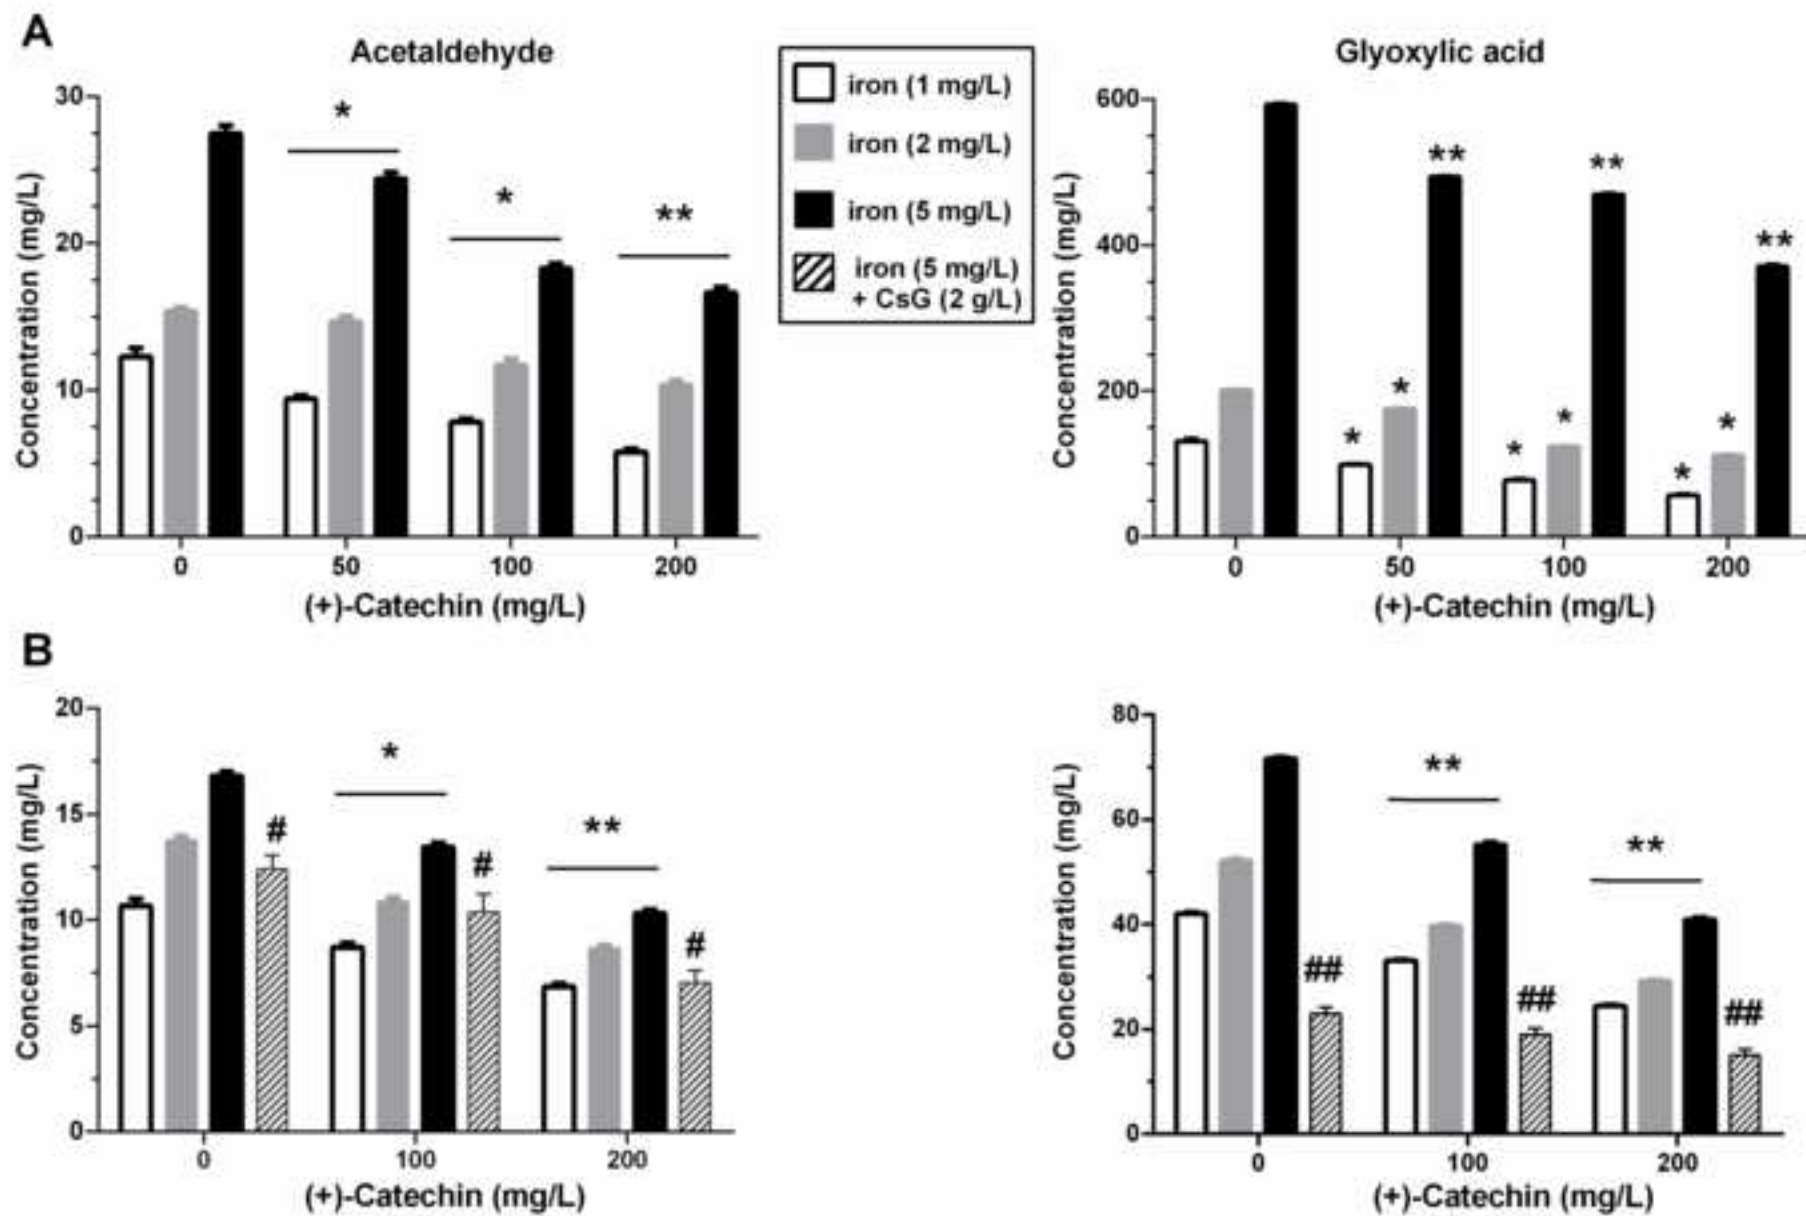 A
Acetaldehyde
Concentration (mg/L)
30
20
10
0
*
*
**
0 50 100 200
(+)-Catechin (mg/L)
iron (1 mg/L)
iron (2 mg/L)
iron (5 mg/L)
iron (5 mg/L)
+ CsG (2 g/L)
Glyoxylic acid
Concentration (mg/L)
600
400
200
0
* * **
* * **
* * **
0 50 100 200
(+)-Catechin (mg/L)
B
Concentration (mg/L)
20
15
10
5
0
#
*
#
**
#
0 100 200
(+)-Catechin (mg/L)
Concentration (mg/L)
80
60
40
20
0
##
**
##
**
##
0 100 200
(+)-Catechin (mg/L)